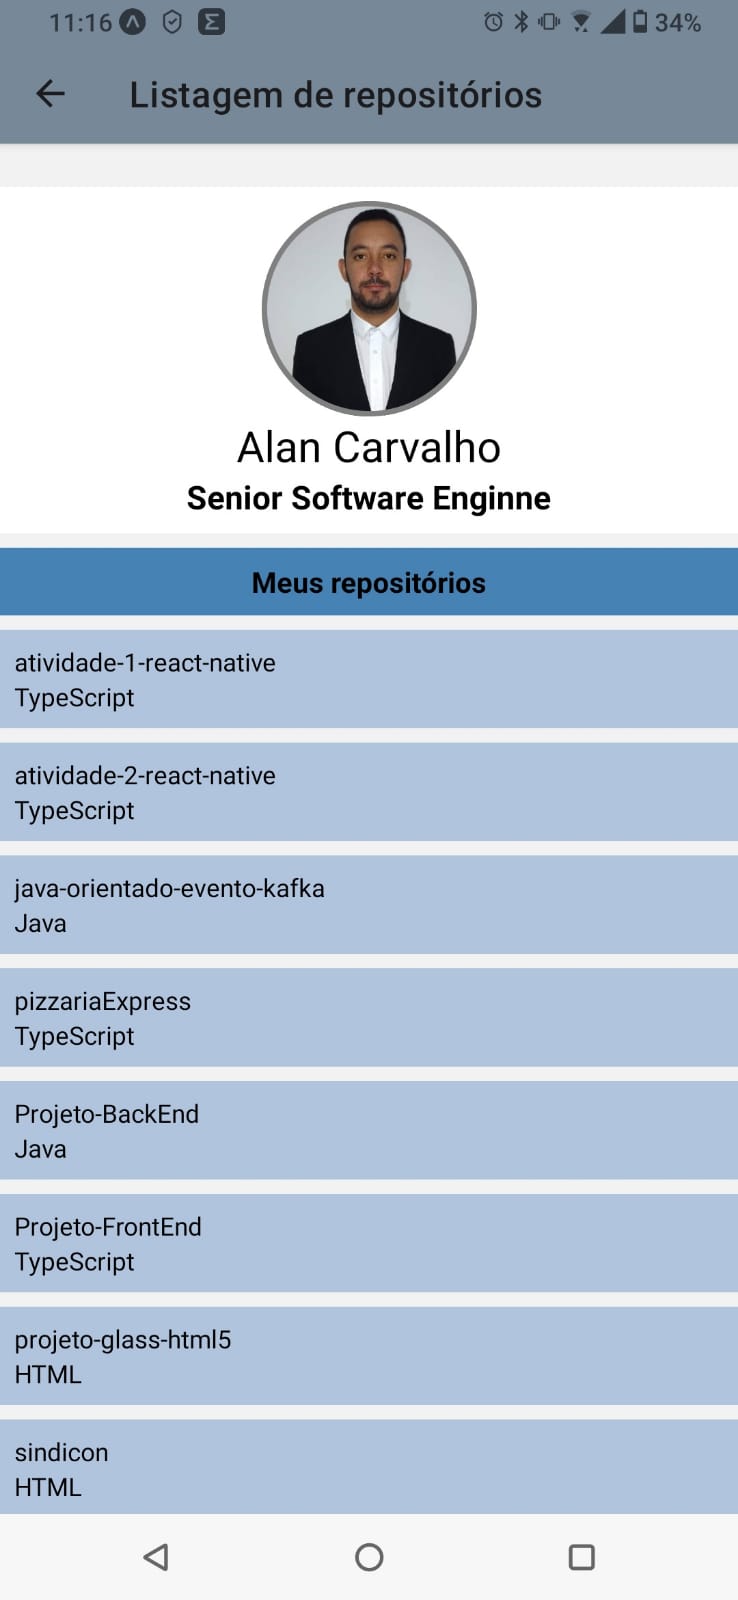 11:16 34%
Listagem de repositórios
Alan Carvalho
Senior Software Enginne
Meus repositórios
atividade-1-react-native
TypeScript
atividade-2-react-native
TypeScript
java-orientado-evento-kafka
Java
pizzariaExpress
TypeScript
Projeto-BackEnd
Java
Projeto-FrontEnd
TypeScript
projeto-glass-html5
HTML
sindicon
HTML